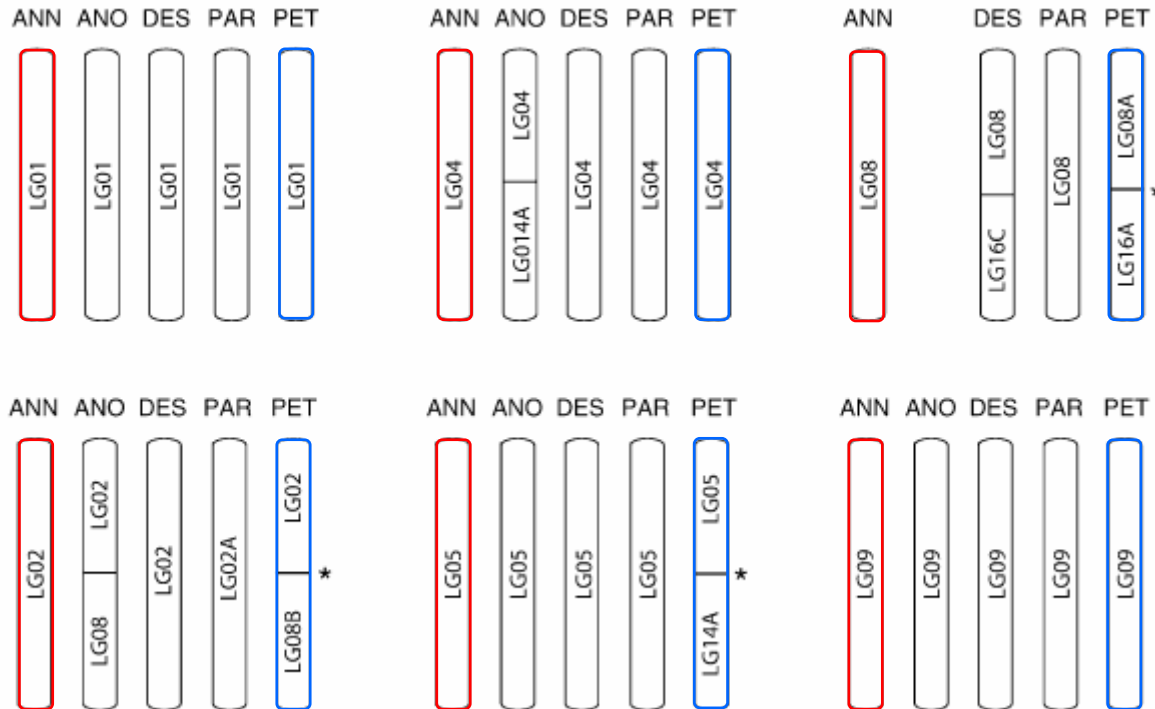 ANN ANO DES PAR PET
LG01 LG01 LG01 LG01 LG01
ANN ANO DES PAR PET
LG04 LG04 LG014A LG04 LG04 LG04
ANN DES PAR PET
LG08 LG08 LG16C LG08 LG08A LG16A *
ANN ANO DES PAR PET
LG02 LG02 LG08 LG02 LG02A LG02 LG08B *
ANN ANO DES PAR PET
LG05 LG05 LG05 LG05 LG05 LG14A *
ANN ANO DES PAR PET
LG09 LG09 LG09 LG09 LG09